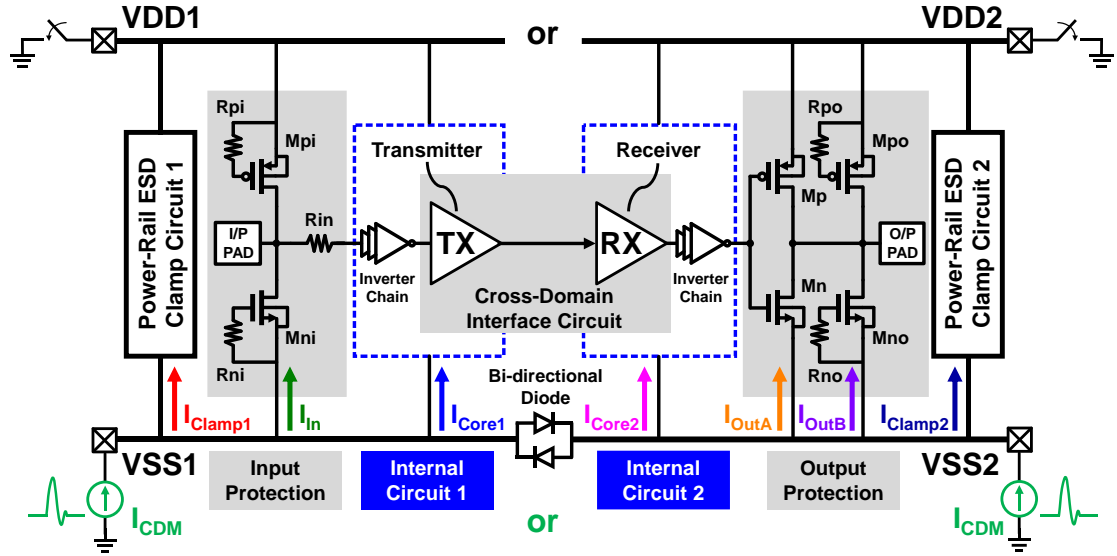 VDD1
or
VDD2
Rpi
Mpi
Transmitter
Receiver
Rpo
Mpo
Mp
Power-Rail ESD
Clamp Circuit 1
I/P
PAD
Rin
TX
RX
O/P
PAD
Power-Rail ESD
Clamp Circuit 2
Inverter
Chain
Inverter
Chain
Cross-Domain
Interface Circuit
Mn
Mni
Mno
Rni
Rno
Bi-directional
Diode
IClamp1
IIn
ICore1
ICore2
IOutA
IOutB
IClamp2
VSS1
VSS2
Input
Protection
Internal
Circuit 1
Internal
Circuit 2
Output
Protection
ICDM
or
ICDM